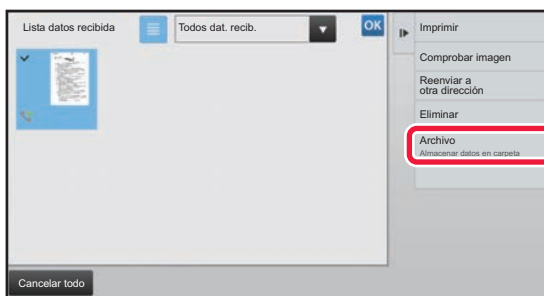 Lista datos recibida
Todos dat. recib.
OK
Imprimir
Comprobar imagen
Reenviar a
otra dirección
Eliminar
Archivo
Almacenar datos en carpeta
Cancelar todo